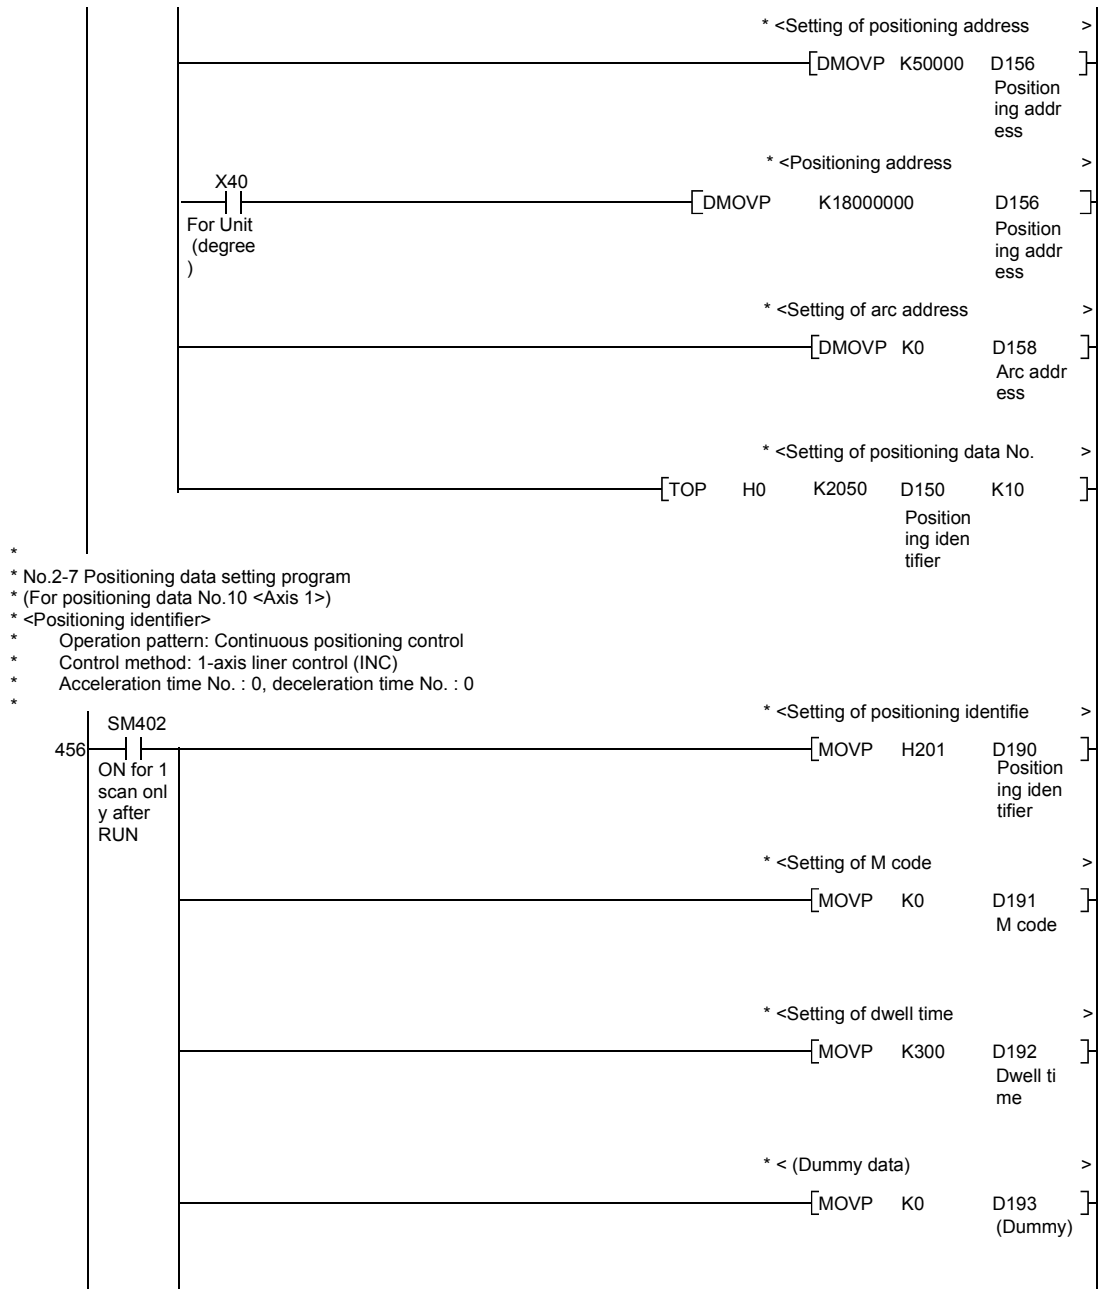 * <Setting of positioning address >
DMOVP K50000 D156
Position
ing addr
ess
* <Positioning address >
X40
DMOVP K18000000 D156
For Unit
(degree
)
Position
ing addr
ess
* <Setting of arc address >
DMOVP K0 D158
Arc addr
ess
* <Setting of positioning data No. >
TOP H0 K2050 D150 K10
Position
ing iden
tifier
*
* No.2-7 Positioning data setting program
* (For positioning data No.10 <Axis 1>)
* <Positioning identifier>
* Operation pattern: Continuous positioning control
* Control method: 1-axis liner control (INC)
* Acceleration time No. : 0, deceleration time No. : 0
*
* <Setting of positioning identifie >
SM402
456 MOVP H201 D190
ON for 1
scan onl
y after
RUN
Position
ing iden
tifier
* <Setting of M code >
MOVP K0 D191
M code
* <Setting of dwell time >
MOVP K300 D192
Dwell ti
me
* < (Dummy data) >
MOVP K0 D193
(Dummy)